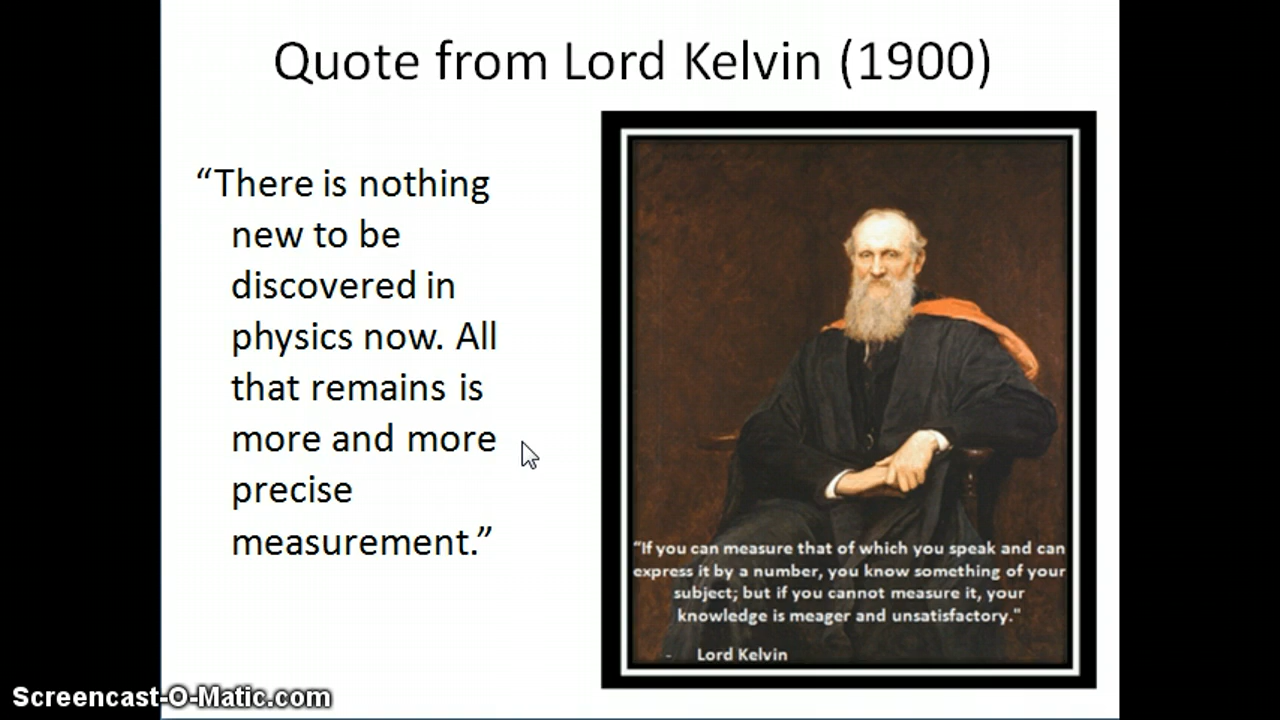 Quote from Lord Kelvin (1900)
“There is nothing
new to be
discovered in
physics now. All
that remains is
more and more
precise
measurement.”
“If you can measure that of which you speak and can
express it by a number, you know something of your
subject; but if you cannot measure it, your
knowledge is meager and unsatisfactory."
- Lord Kelvin
Screencast-O-Matic.com